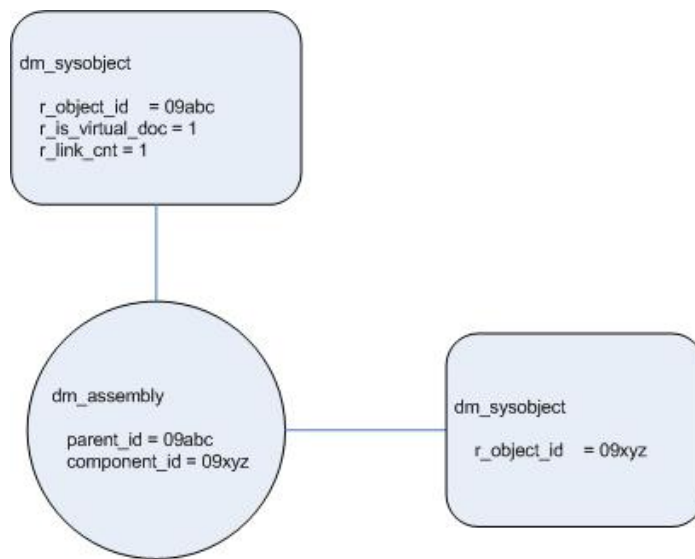 dm_sysobject
r_object_id = 09abc
r_is_virtual_doc = 1
r_link_cnt = 1
dm_assembly
parent_id = 09abc
component_id = 09xyz
dm_sysobject
r_object_id = 09xyz